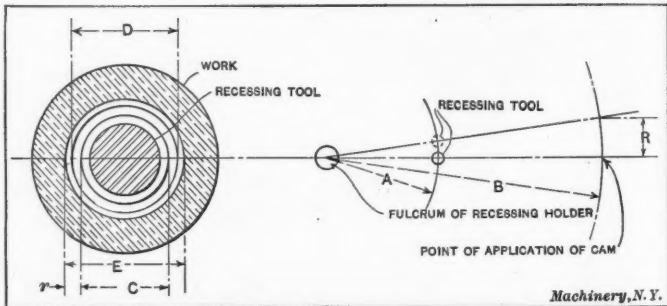 D
WORK
RECESSING TOOL
RECESSING TOOL
R
A
B
FULCRUM OF RECESSING HOLDER
E
POINT OF APPLICATION OF CAM
r
C
Machinery, N.Y.